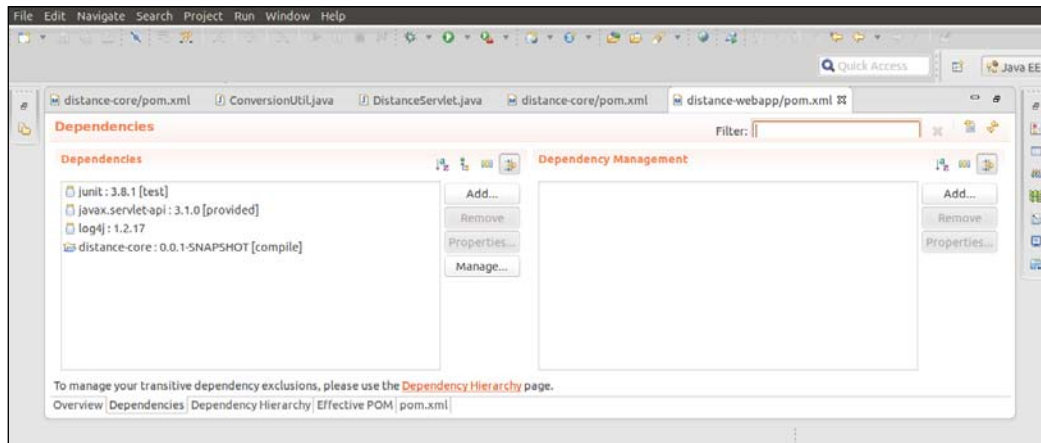 File Edit Navigate Search Project Run Window Help
Quick Access
Java EE
distance-core/pom.xml ConversionUtil.java DistanceServlet.java distance-core/pom.xml distance-webapp/pom.xml
Dependencies
Filter:
Dependencies
Dependency Management
junit : 3.8.1 [test]
javax.servlet-api : 3.1.0 [provided]
log4j : 1.2.17
distance-core : 0.0.1-SNAPSHOT [compile]
Add...
Remove
Properties...
Manage...
Add...
Remove
Properties...
To manage your transitive dependency exclusions, please use the Dependency Hierarchy page.
Overview Dependencies Dependency Hierarchy Effective POM pom.xml